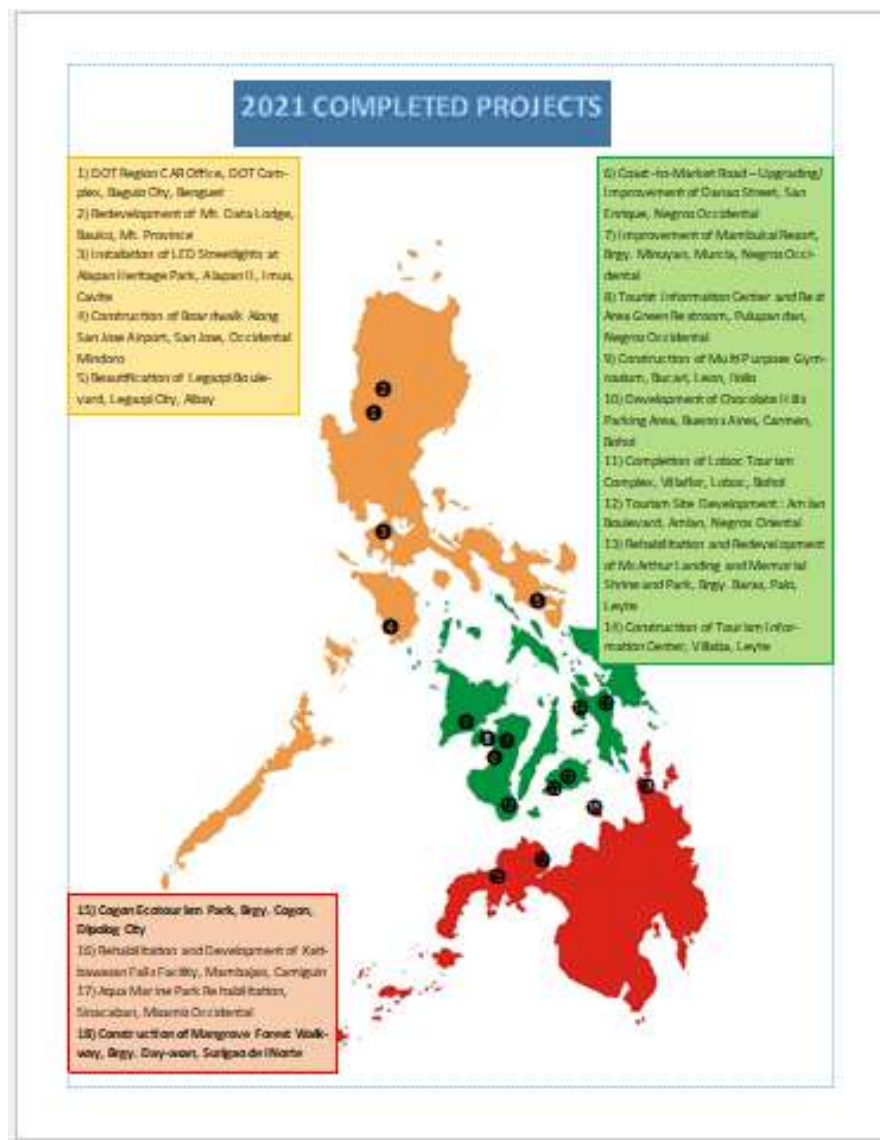 2021 COMPLETED PROJECTS
1) DOT Region CAR Office, DOT Com-
plex, Baguio City, Benguet
2) Redevelopment of Mt. Data Lodge,
Bauko, Mt. Province
3) Installation of LED Streetlights at
Alapan Heritage Park, Alapan II, Imus,
Cavite
4) Construction of Boardwalk Along
San Jose Airport, San Jose, Occidental
Mindoro
5) Beautification of Legazpi Boule-
vard, Legazpi City, Albay
6) Coast-to-Market Road – Upgrading/
Improvement of Danao Street, San
Enrique, Negros Occidental
7) Improvement of Mambukal Resort,
Brgy. Minoyan, Murcia, Negros Occi-
dental
8) Tourist Information Center and Rest
Area Green Restroom, Pulupandan,
Negros Occidental
9) Construction of Multi Purpose Gym-
nasium, Bucari, Leon, Iloilo
10) Development of Chocolate Hills
Parking Area, Buenos Aires, Carmen,
Bohol
11) Completion of Loboc Tourism
Complex, Villaflor, Loboc, Bohol
12) Tourism Site Development : Amlan
Boulevard, Amlan, Negros Oriental
13) Rehabilitation and Redevelopment
of McArthur Landing and Memorial
Shrine and Park, Brgy. Baras, Palo,
Leyte
14) Construction of Tourism Infor-
mation Center, Villaba, Leyte
2
1
3
5
4
8
7
6
15) Cogon Ecotourism Park, Brgy. Cogon,
Dipolog City
16) Rehabilitation and Development of Kati-
bawasan Falls Facility, Mambajao, Camiguin
17) Aqua Marine Park Rehabilitation,
Sinacaban, Misamis Occidental
18) Construction of Mangrove Forest Walk-
way, Brgy. Day-asan, Surigao del Norte